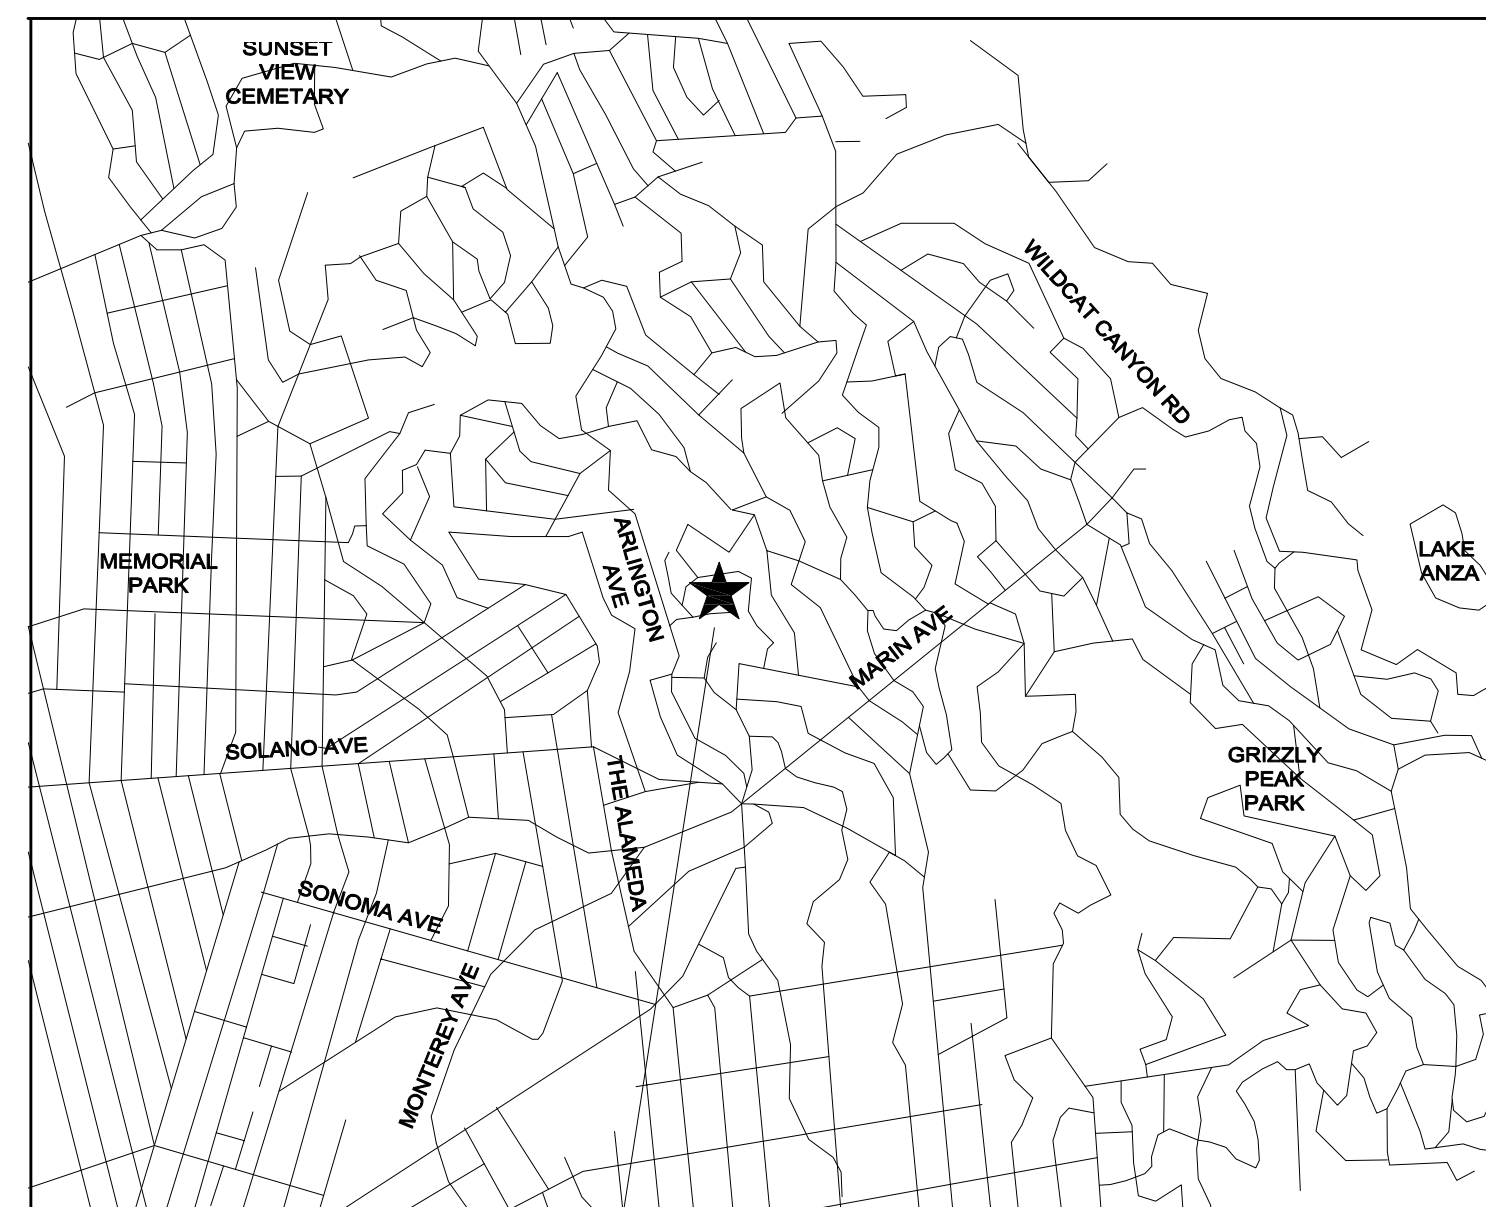 SUNSET
VIEW
CEMETARY
WILDCAT CANYON RD
ARLINGTON
AVE
MEMORIAL
PARK
LAKE
ANZA
MARIN AVE
SOLANO AVE
THE ALAMEDA
GRIZZLY
PEAK
PARK
SONOMA AVE
MONTEREY AVE